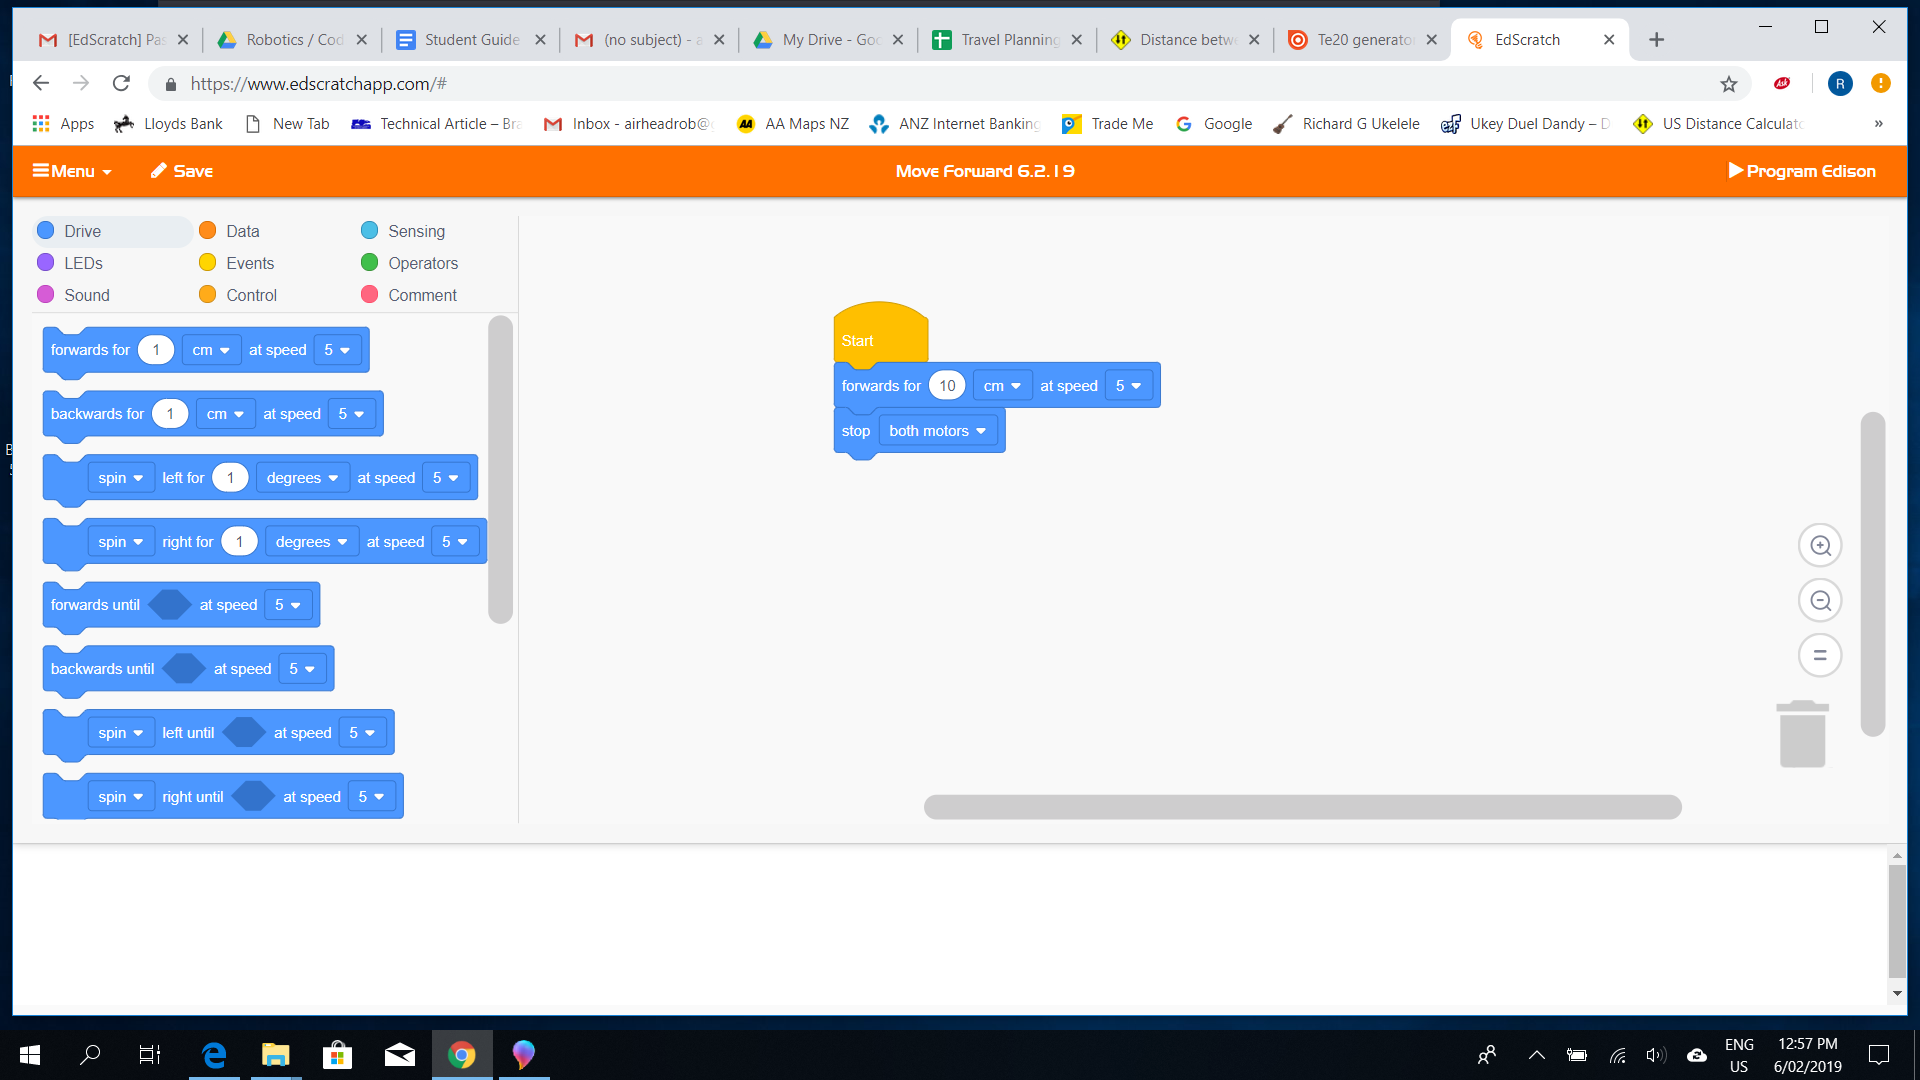 [EdScratch] Pas
Robotics / Cod
Student Guide
(no subject) - a
My Drive - Goo
Travel Planning
Distance betwe
Te20 generator
EdScratch
https://www.edscratchapp.com/#
Ask
R
Apps
Lloyds Bank
New Tab
Technical Article – Bra
Inbox - airheadrob@g
AA Maps NZ
ANZ Internet Banking
Trade Me
Google
Richard G Ukelele
Ukey Duel Dandy – D
US Distance Calculato
»
Menu
Save
Move Forward 6.2.19
Program Edison
Drive
Data
Sensing
LEDs
Events
Operators
Sound
Control
Comment
forwards for 1 cm at speed 5
backwards for 1 cm at speed 5
spin left for 1 degrees at speed 5
spin right for 1 degrees at speed 5
forwards until at speed 5
backwards until at speed 5
spin left until at speed 5
spin right until at speed 5
Start
forwards for 10 cm at speed 5
stop both motors
ENG
US
12:57 PM
6/02/2019